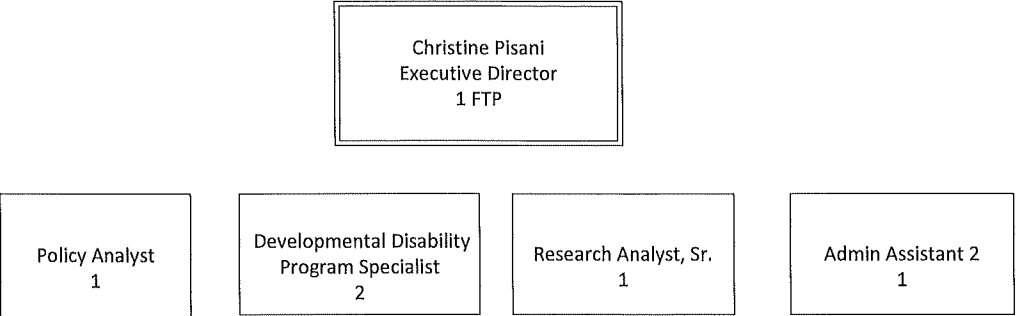 Christine Pisani
Executive Director
1 FTP
Policy Analyst
1
Developmental Disability
Program Specialist
2
Research Analyst, Sr.
1
Admin Assistant 2
1